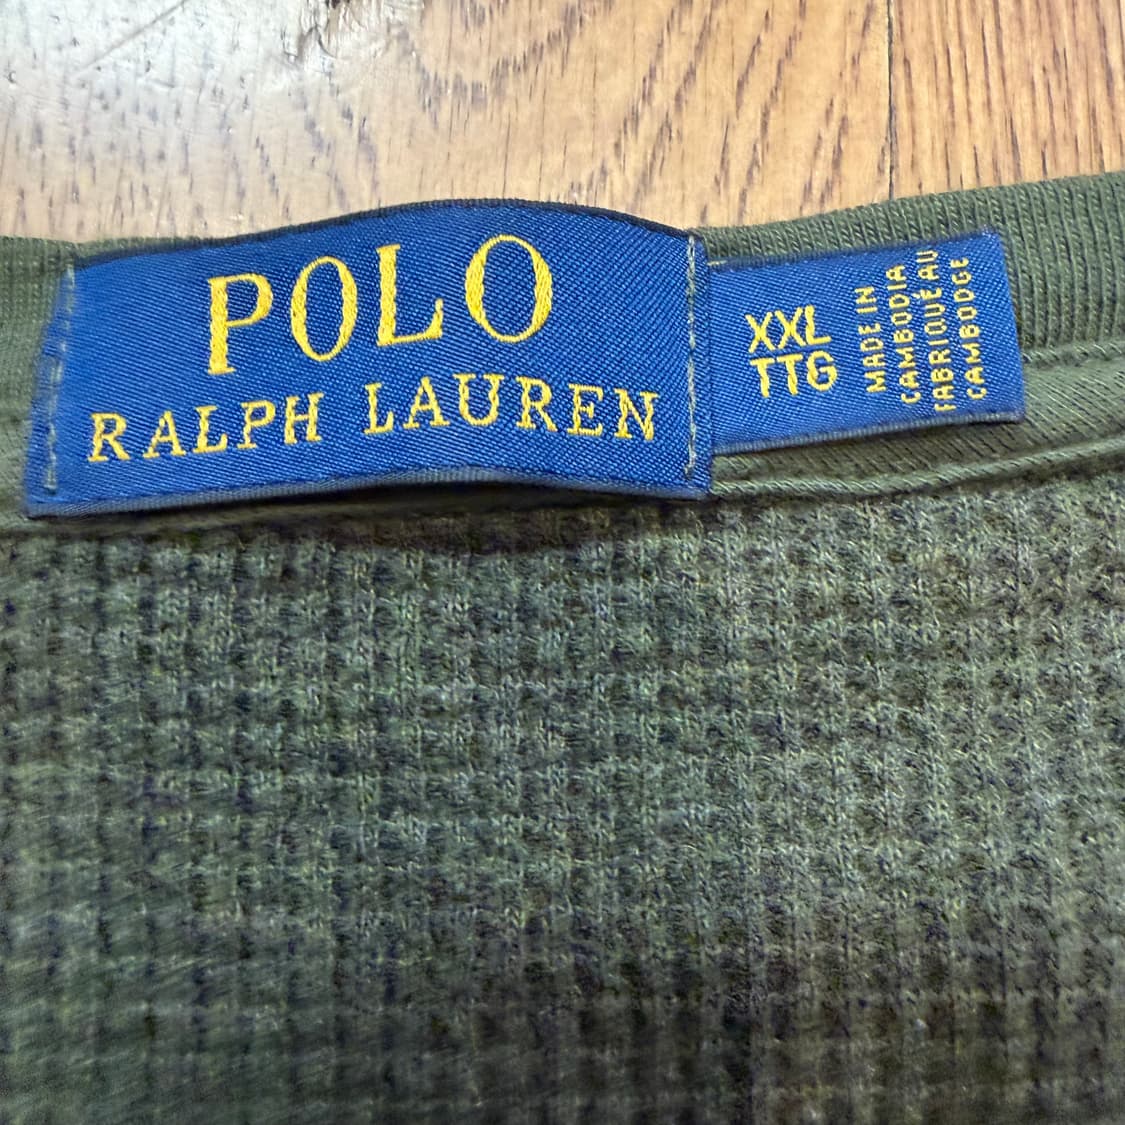 POLO
RALPH LAUREN
XXL
TTG
MADE IN
CAMBODIA
FABRIQUÉ AU
CAMBODGE